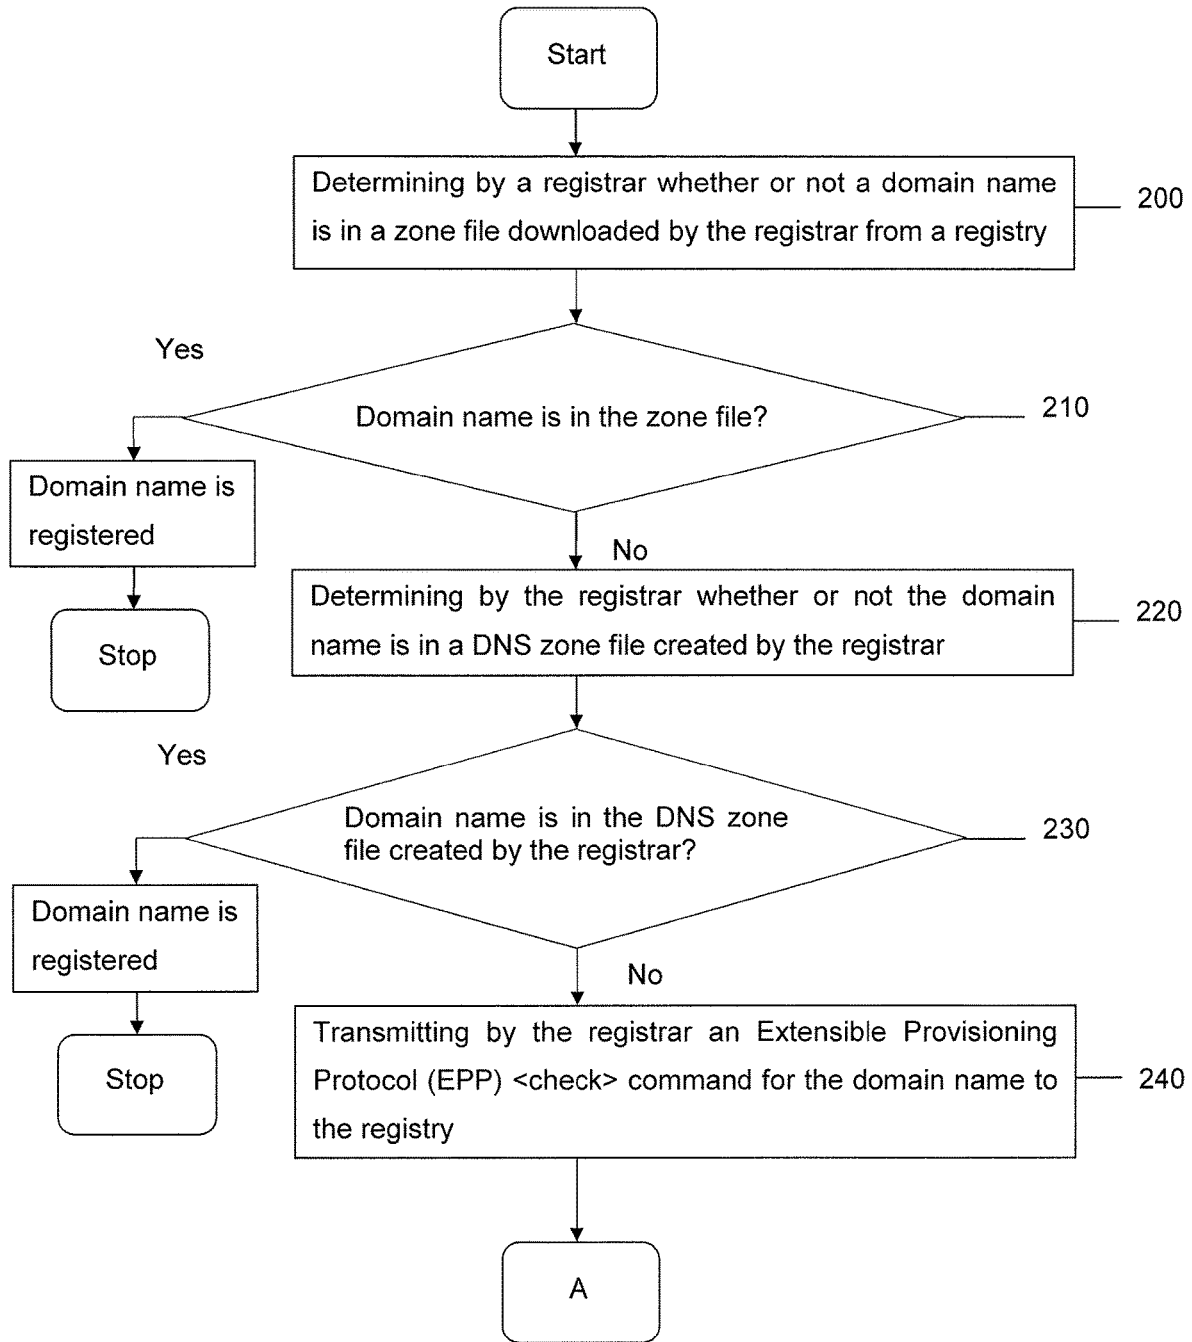 Start
Determining by a registrar whether or not a domain name
is in a zone file downloaded by the registrar from a registry
200
Yes
Domain name is in the zone file?
210
Domain name is
registered
No
Stop
Determining by the registrar whether or not the domain
name is in a DNS zone file created by the registrar
220
Yes
Domain name is in the DNS zone
file created by the registrar?
230
Domain name is
registered
No
Stop
Transmitting by the registrar an Extensible Provisioning
Protocol (EPP) <check> command for the domain name to
the registry
240
A